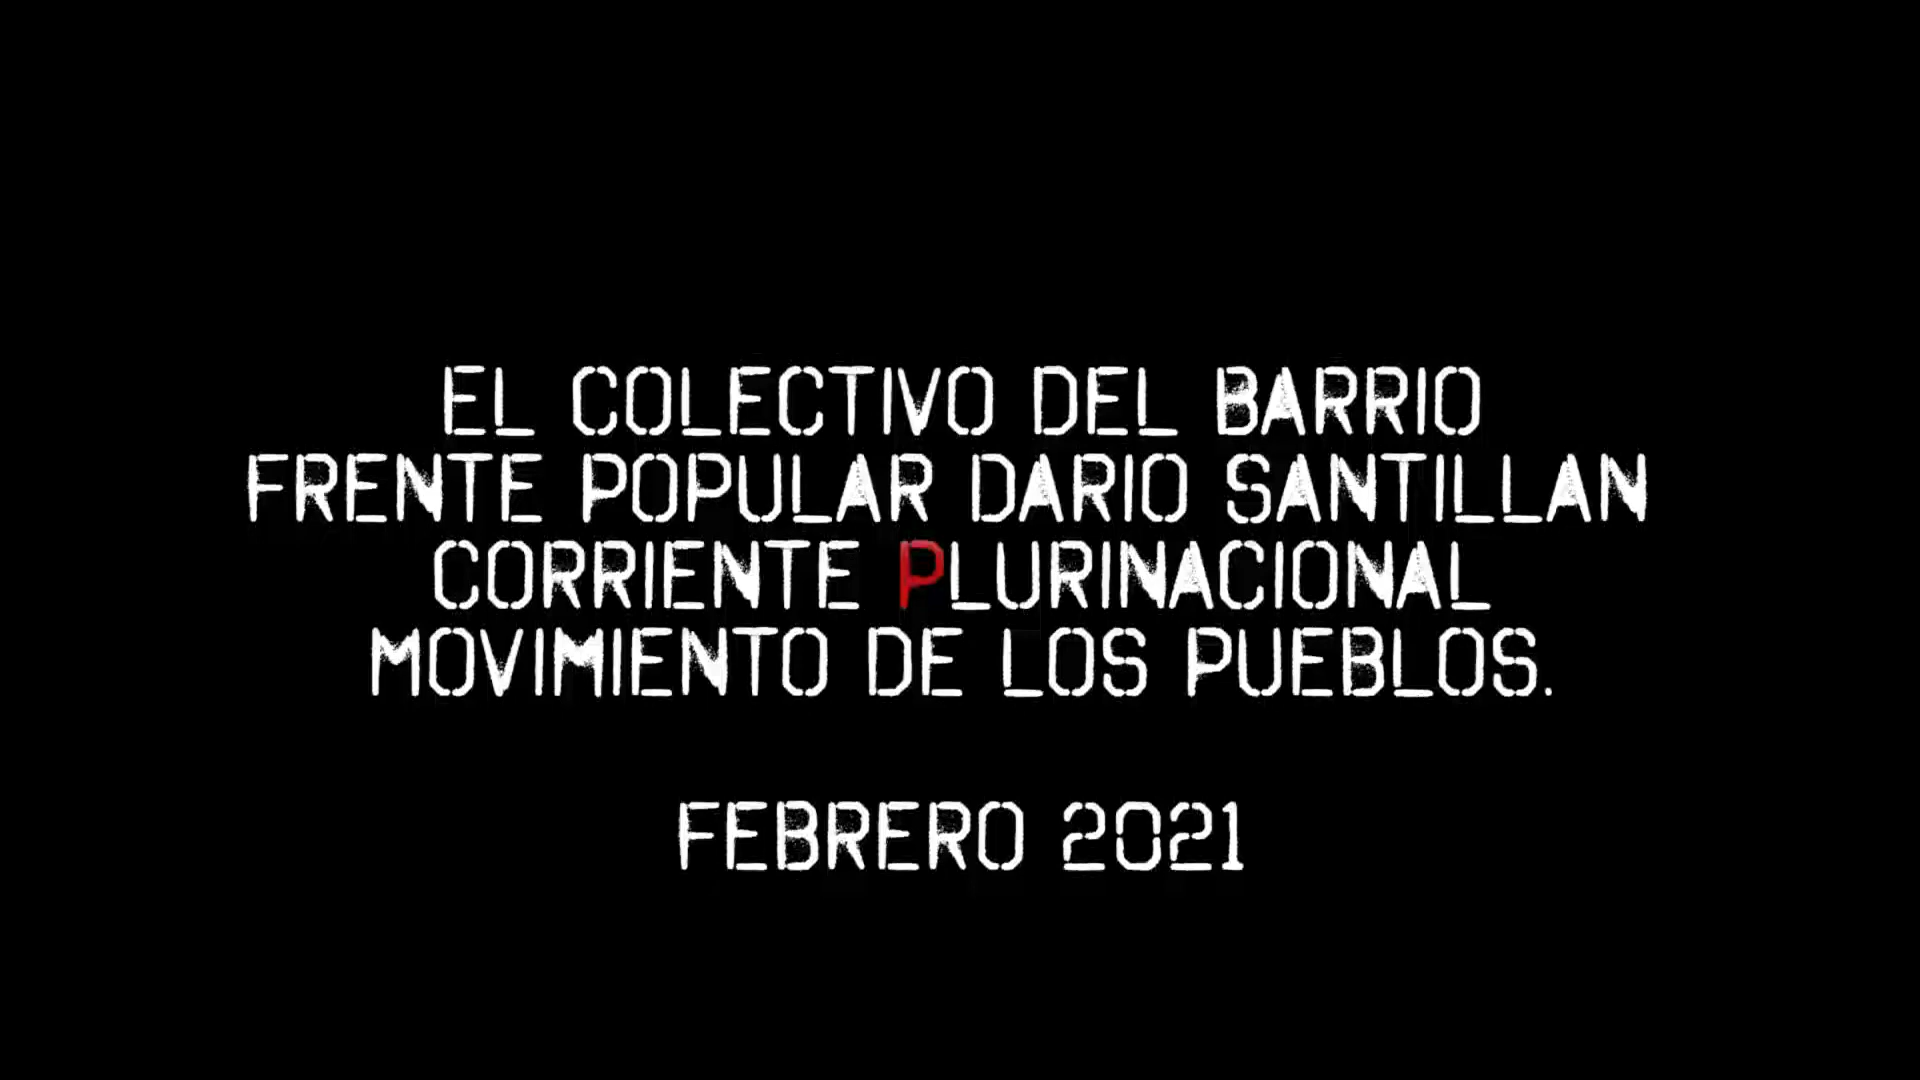 EL COLECTIVO DEL BARRIO
FRENTE POPULAR DARIO SANTILLAN
CORRIENTE PLURINACIONAL
MOVIMIENTO DE LOS PUEBLOS.
FEBRERO 2021